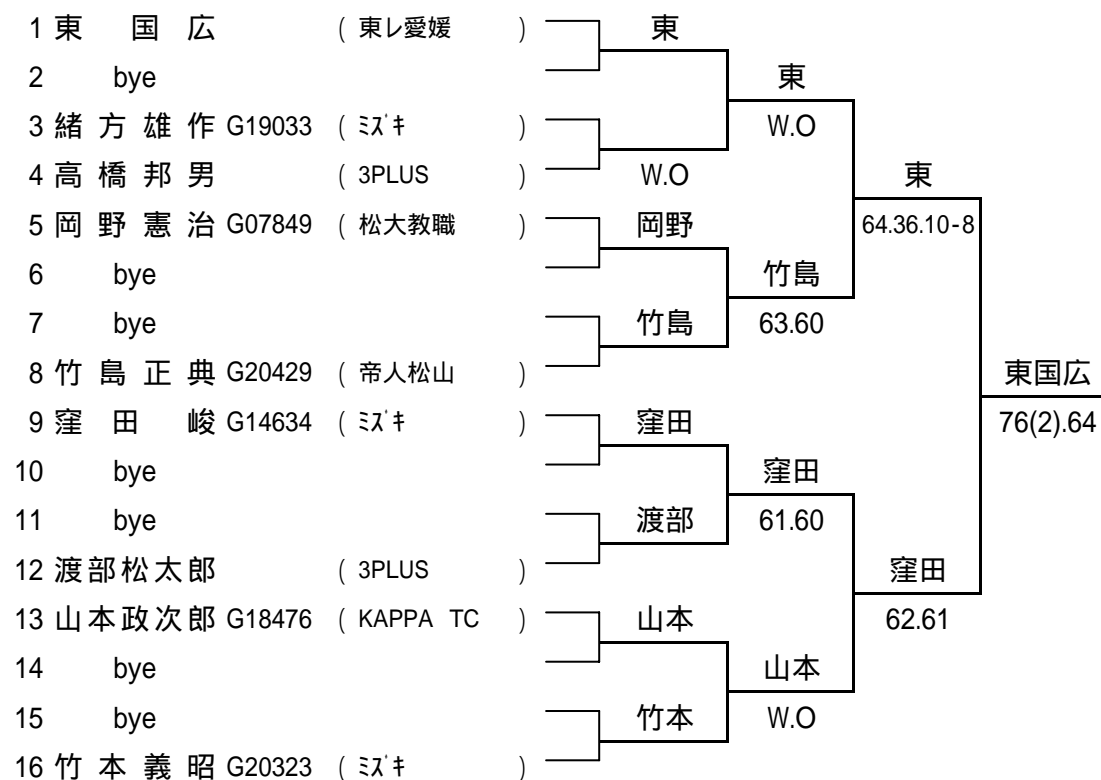 1 東 国 広 ( 東レ愛媛 ) 東
2 bye 東
3 緒 方 雄 作 G19033 ( ﾐｽﾞｷ ) W.O
4 高 橋 邦 男 ( 3PLUS ) W.O 東
5 岡 野 憲 治 G07849 ( 松大教職 ) 岡野 64.36.10-8
6 bye 竹島
7 bye 竹島 63.60
8 竹 島 正 典 G20429 ( 帝人松山 ) 東国広
9 窪 田 峻 G14634 ( ﾐｽﾞｷ ) 窪田 76(2).64
10 bye 窪田
11 bye 渡部 61.60
12 渡部松太郎 ( 3PLUS ) 窪田
13 山本政次郎 G18476 ( KAPPA TC ) 山本 62.61
14 bye 山本
15 bye 竹本 W.O
16 竹 本 義 昭 G20323 ( ﾐｽﾞｷ )